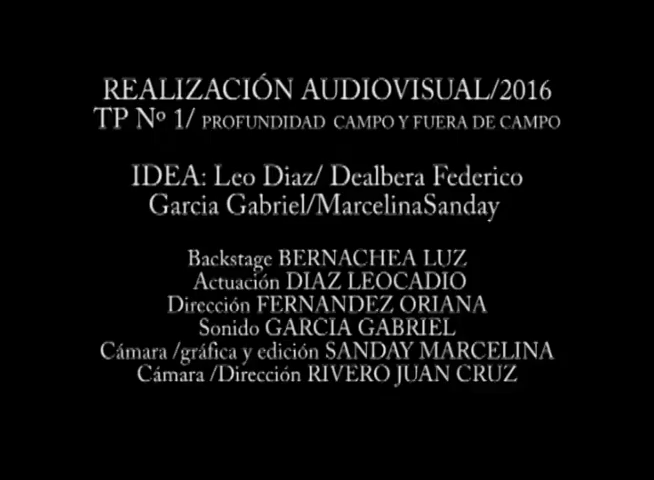 REALIZACIÓN AUDIOVISUAL/2016
TP Nº 1/ PROFUNDIDAD CAMPO Y FUERA DE CAMPO
IDEA: Leo Diaz/ Dealbera Federico
Garcia Gabriel/MarcelinaSanday
Backstage BERNACHEA LUZ
Actuación DIAZ LEOCADIO
Dirección FERNANDEZ ORIANA
Sonido GARCIA GABRIEL
Cámara /gráfica y edición SANDAY MARCELINA
Cámara /Dirección RIVERO JUAN CRUZ